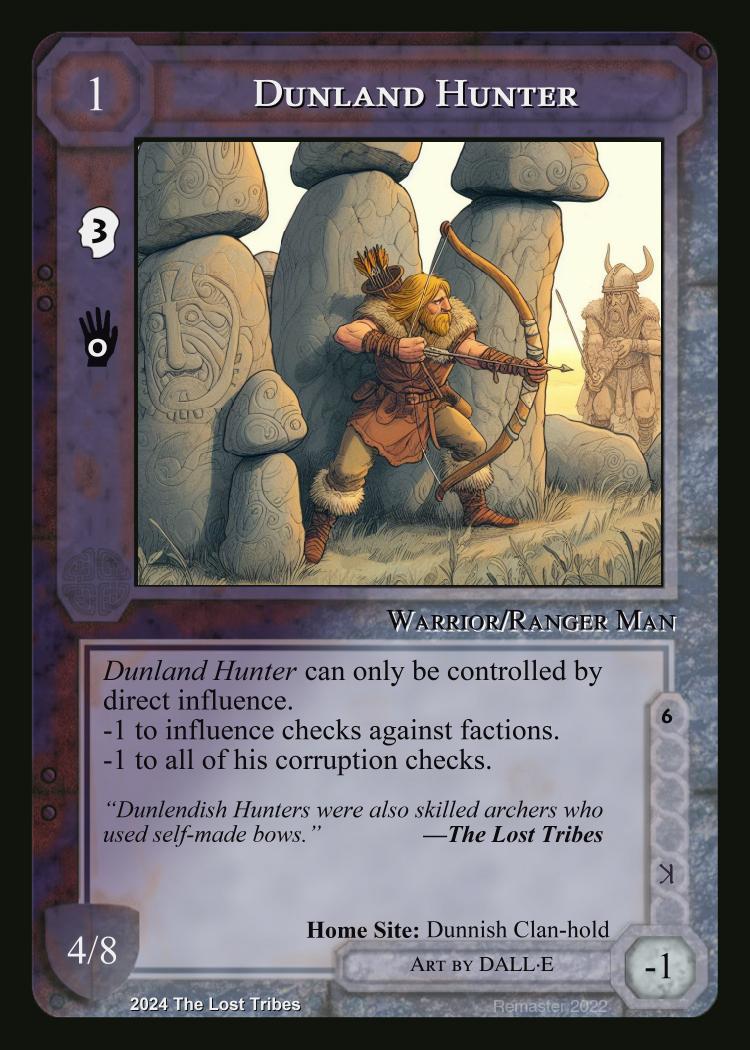 1
Dunland Hunter
3
0
Warrior/Ranger Man
Dunland Hunter can only be controlled by
direct influence.
-1 to influence checks against factions.
-1 to all of his corruption checks.
“Dunlendish Hunters were also skilled archers who
used self-made bows.” —The Lost Tribes
6
Home Site: Dunnish Clan-hold
4/8
Art by DALL·E
-1
2024 The Lost Tribes
Remaster 2022